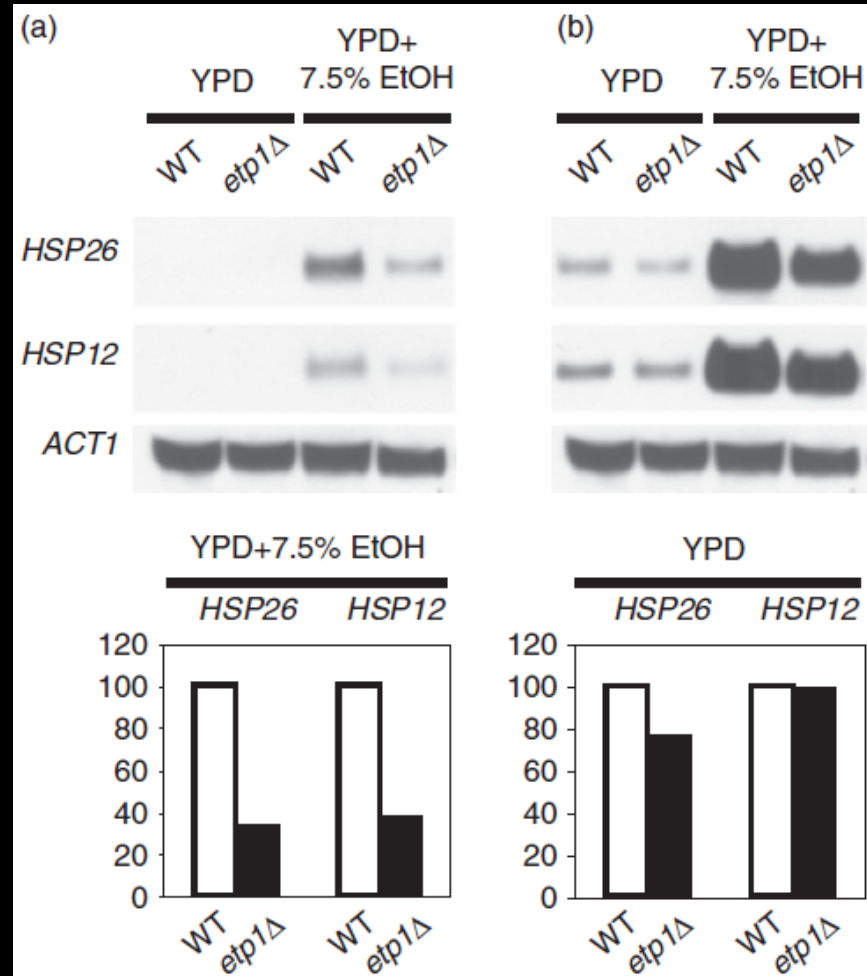 (a)
YPD
YPD+
7.5% EtOH
WT
etp1Δ
WT
etp1Δ
HSP26
HSP12
ACT1
YPD+7.5% EtOH
HSP26 HSP12
120
100
80
60
40
20
0
WT
etp1Δ
WT
etp1Δ
(b)
YPD
YPD+
7.5% EtOH
WT
etp1Δ
WT
etp1Δ
YPD
HSP26 HSP12
120
100
80
60
40
20
0
WT
etp1Δ
WT
etp1Δ